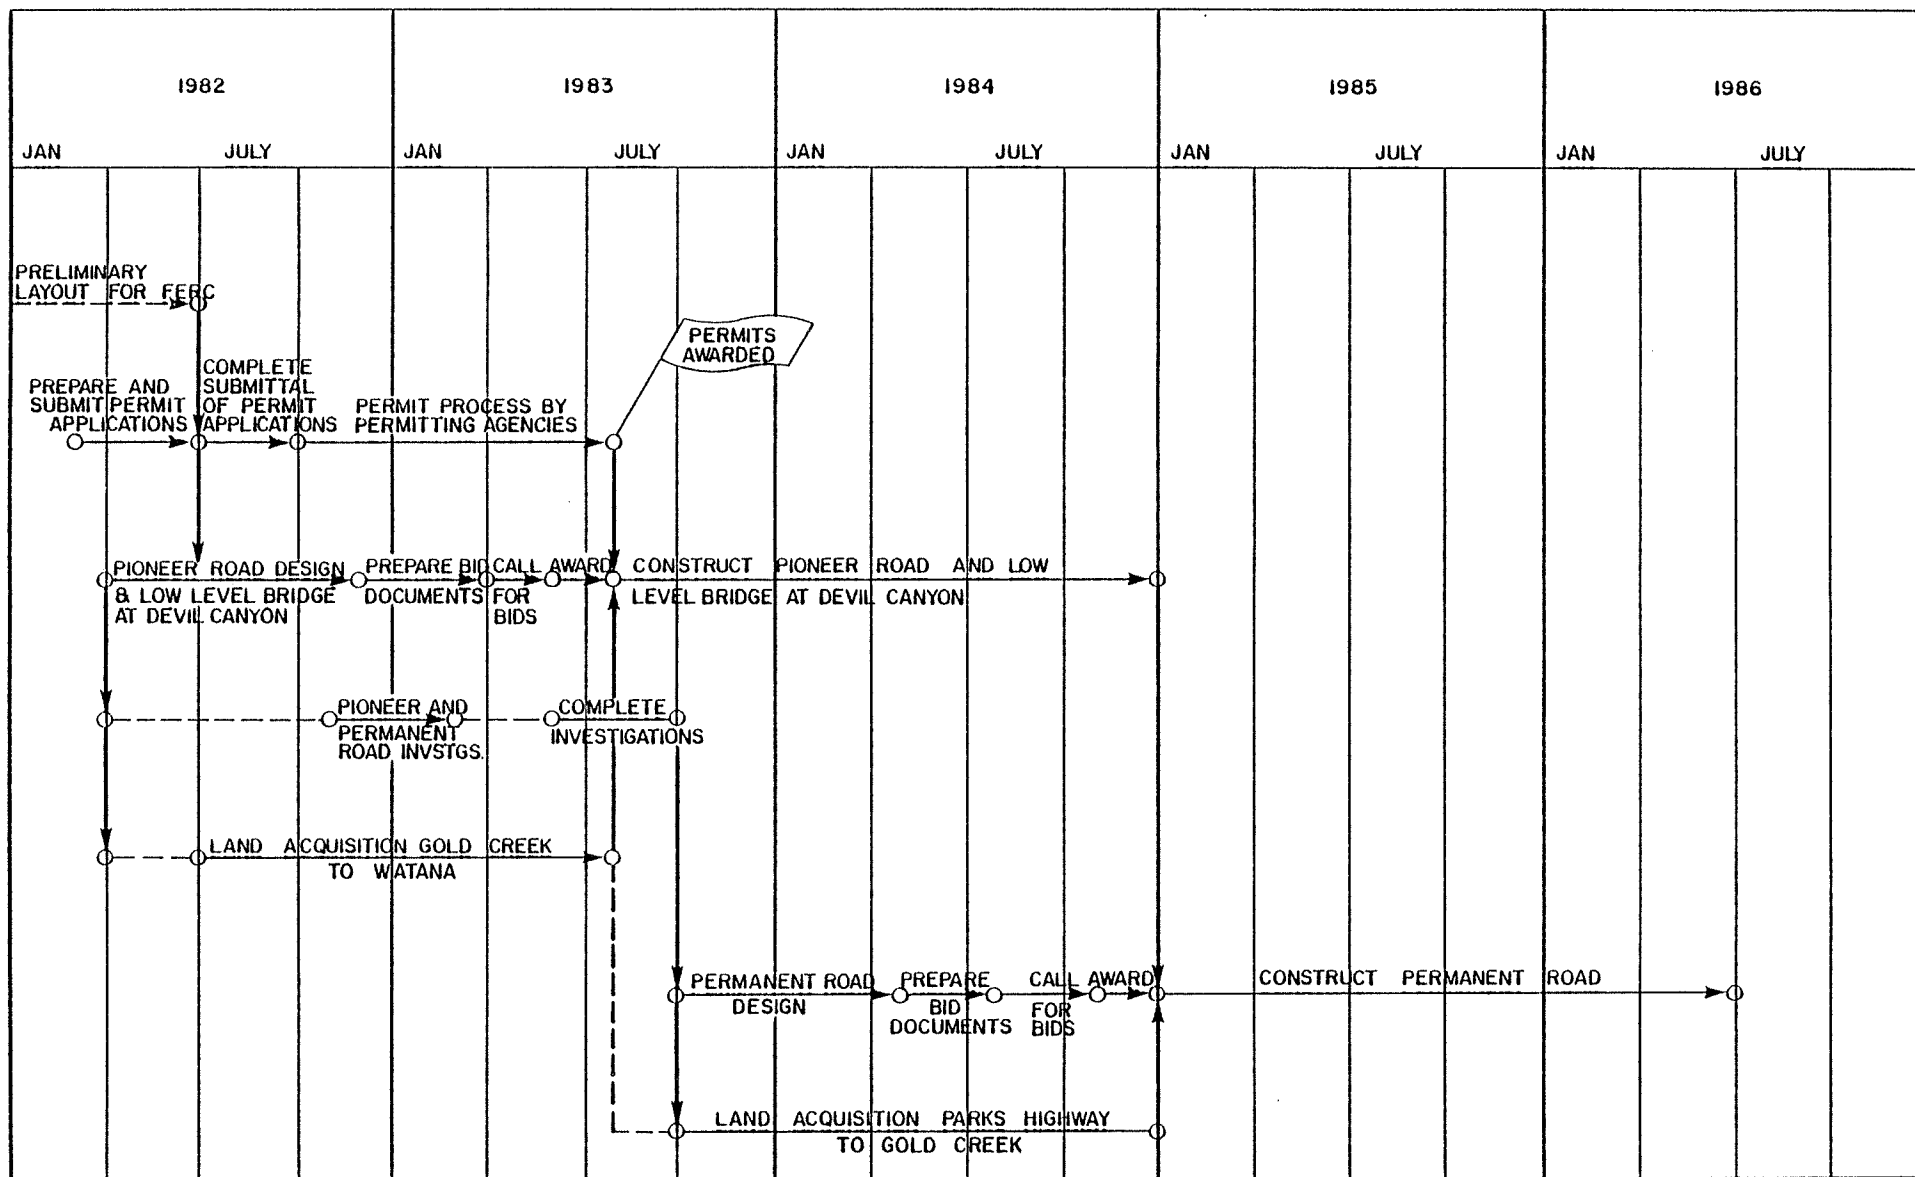 1982
1983
1984
1985
1986
JAN
JULY
JAN
JULY
JAN
JULY
JAN
JULY
JAN
JULY
PRELIMINARY
LAYOUT FOR FERC
PERMITS
AWARDED
PREPARE AND
SUBMIT PERMIT
APPLICATIONS
COMPLETE
SUBMITTAL
OF PERMIT
APPLICATIONS
PERMIT PROCESS BY
PERMITTING AGENCIES
PIONEER ROAD DESIGN
& LOW LEVEL BRIDGE
AT DEVIL CANYON
PREPARE BID
DOCUMENTS
CALL
FOR
BIDS
AWARD
CONSTRUCT PIONEER ROAD AND LOW
LEVEL BRIDGE AT DEVIL CANYON
PIONEER AND
PERMANENT
ROAD INVSTGS.
COMPLETE
INVESTIGATIONS
LAND ACQUISITION GOLD CREEK
TO WATANA
PERMANENT ROAD
DESIGN
PREPARE
BID
DOCUMENTS
CALL
FOR
BIDS
AWARD
CONSTRUCT PERMANENT ROAD
LAND ACQUISITION PARKS HIGHWAY
TO GOLD CREEK